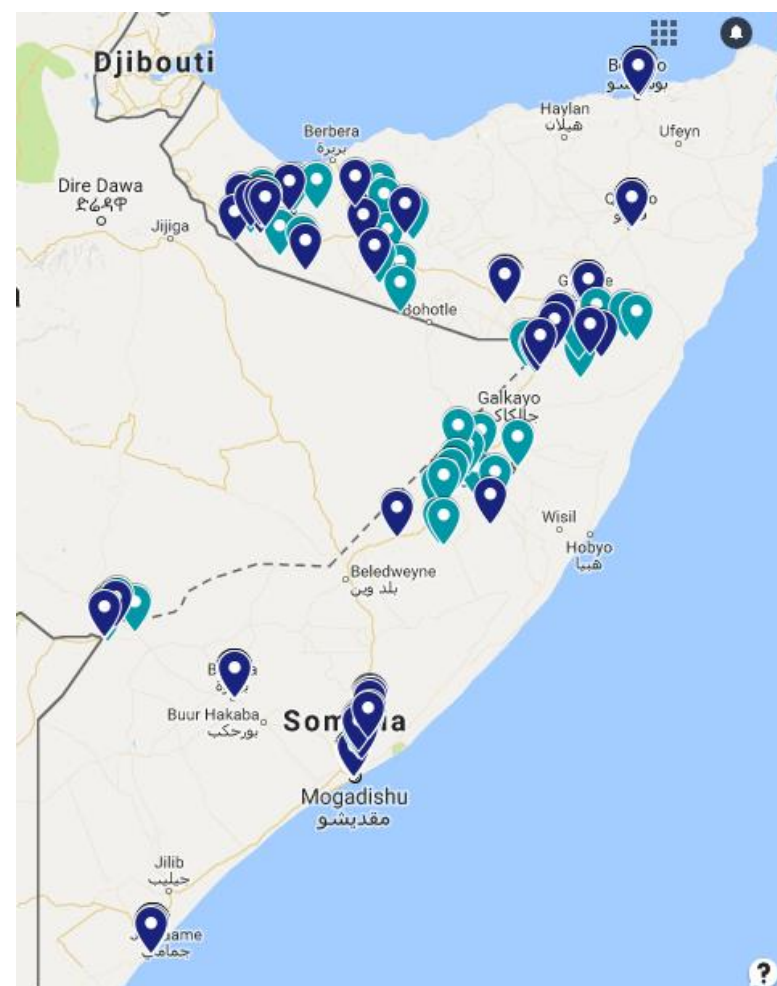 Djibouti
Haylan
هيلان
Ufeyn
Berbera
بربرة
Dire Dawa
ድሬዳዋ
Jijiga
Bohotle
Galkayo
Wisil
Hobyo
هبيا
Beledweyne
بلد وين
Buur Hakaba
بورحكب
Mogadishu
مقديشو
Jilib
جيليب
?